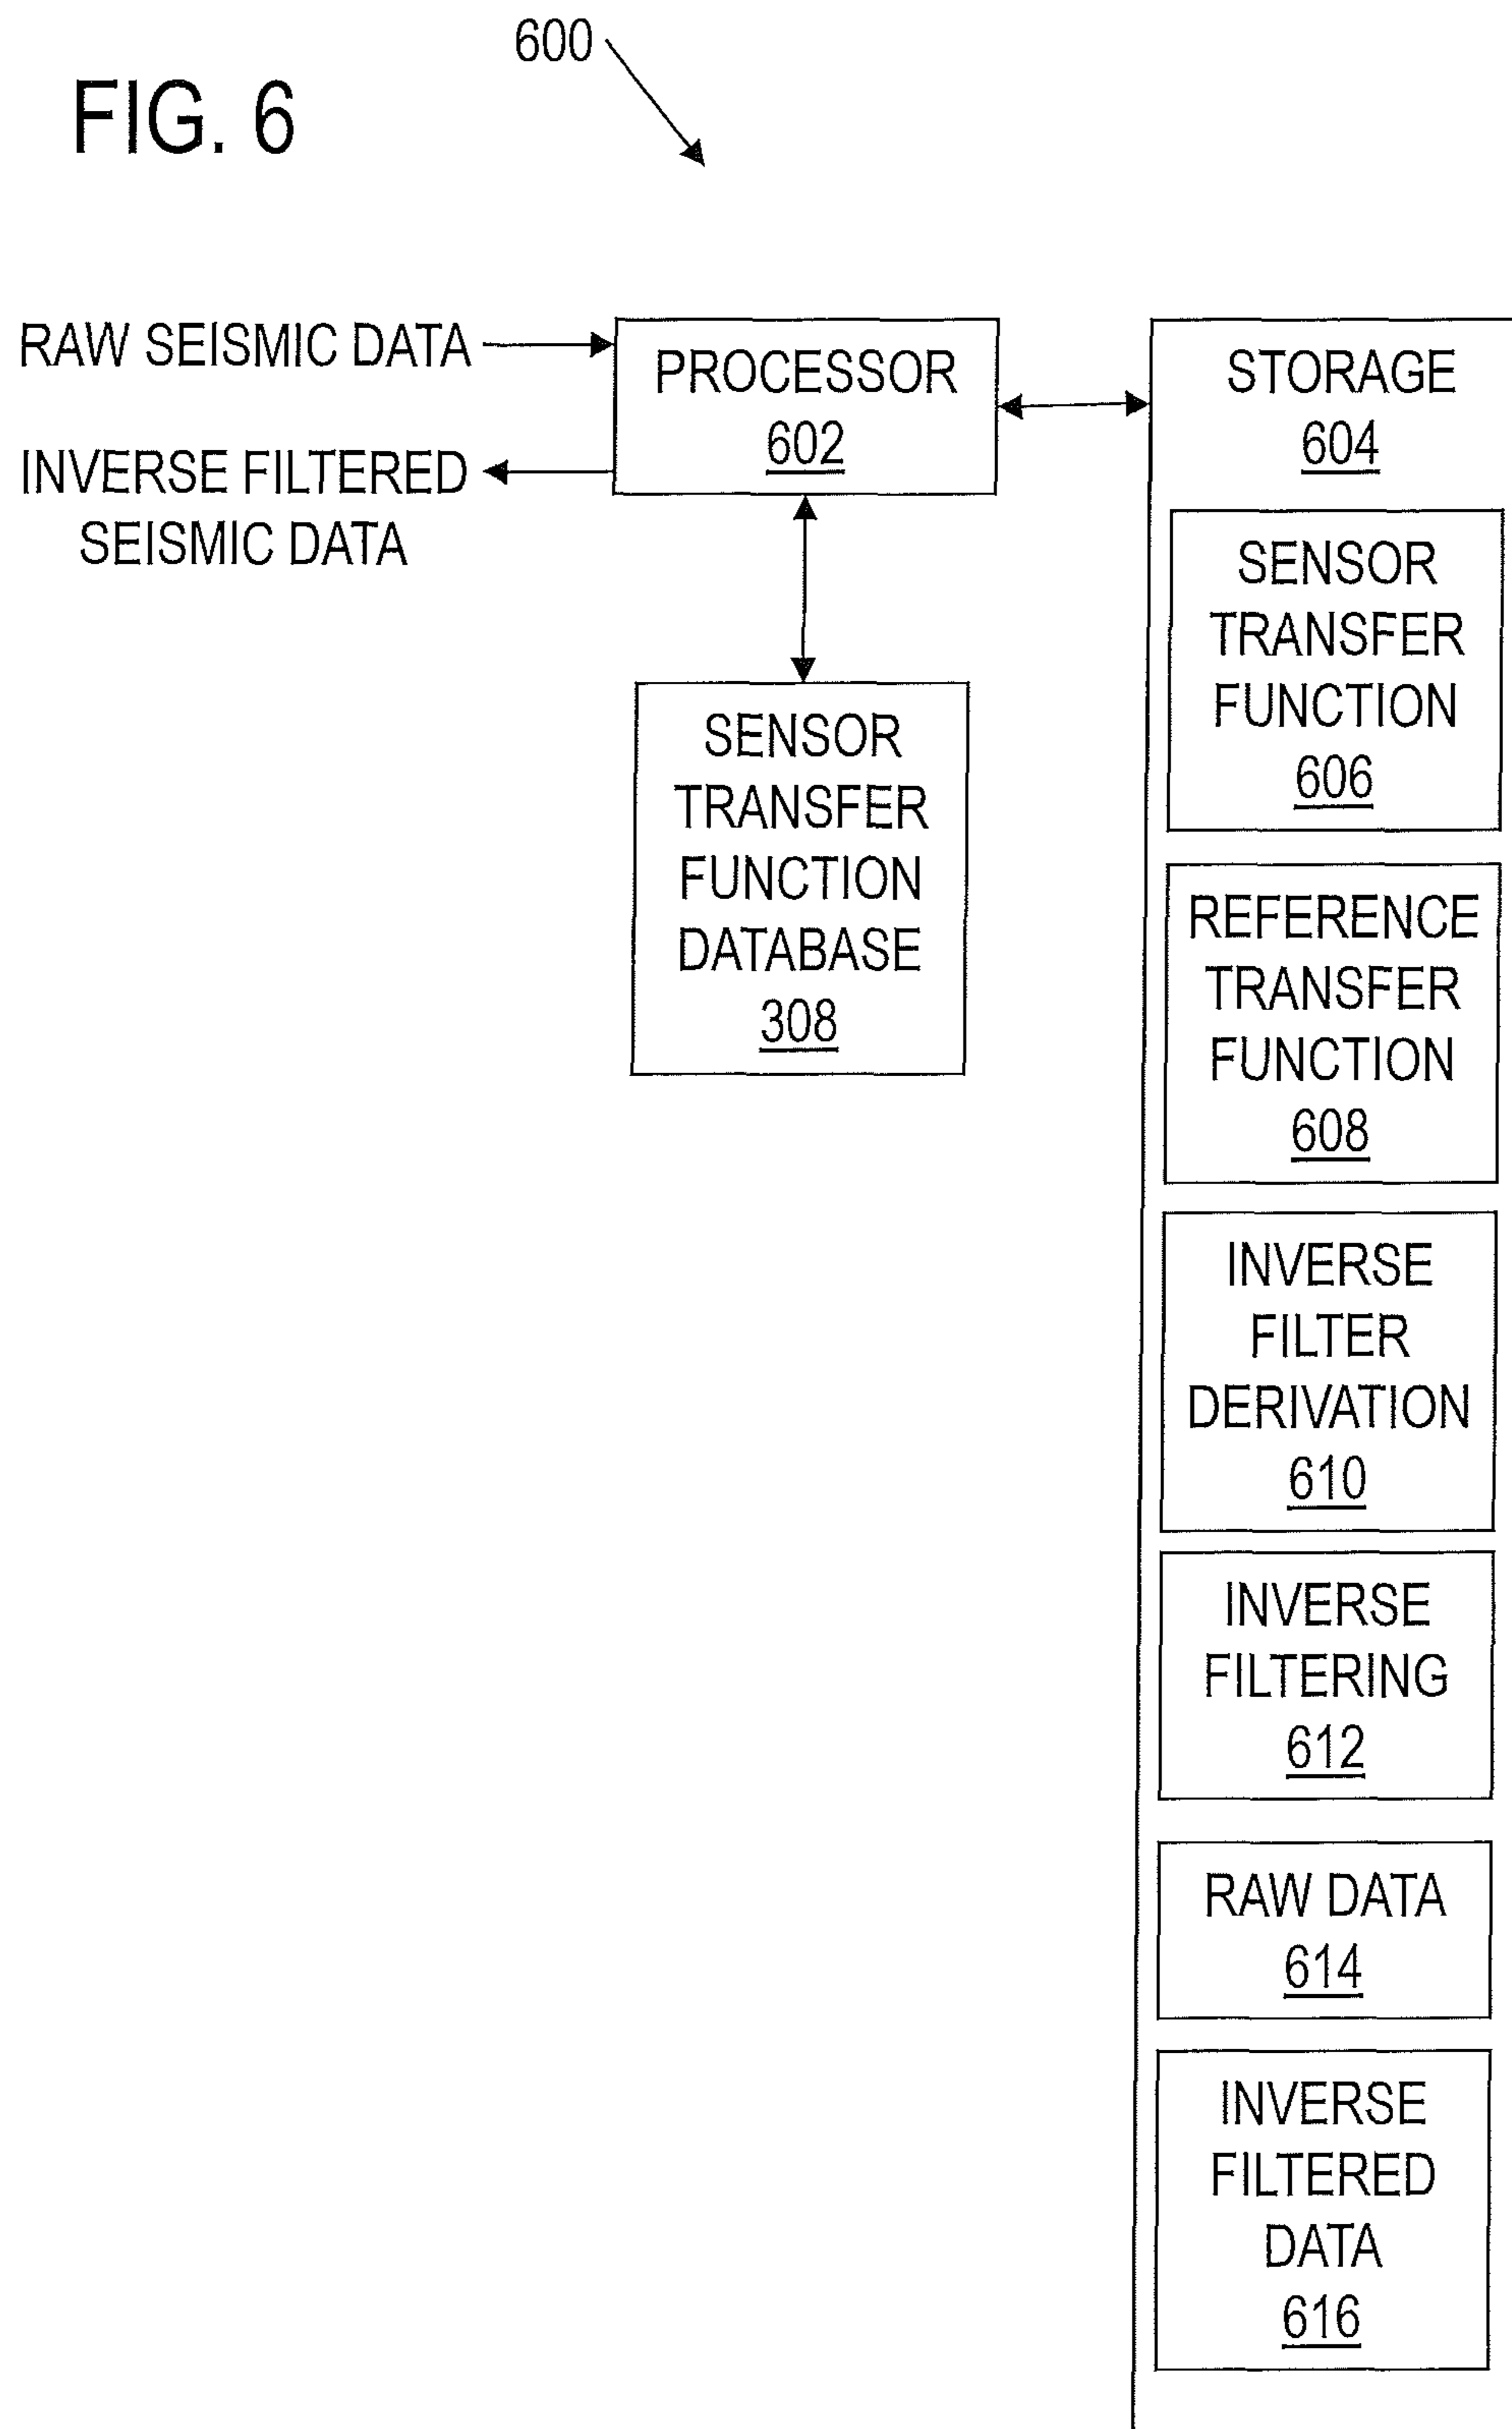 600
FIG. 6
RAW SEISMIC DATA
INVERSE FILTERED
SEISMIC DATA
PROCESSOR
602
SENSOR
TRANSFER
FUNCTION
DATABASE
308
STORAGE
604
SENSOR
TRANSFER
FUNCTION
606
REFERENCE
TRANSFER
FUNCTION
608
INVERSE
FILTER
DERIVATION
610
INVERSE
FILTERING
612
RAW DATA
614
INVERSE
FILTERED
DATA
616